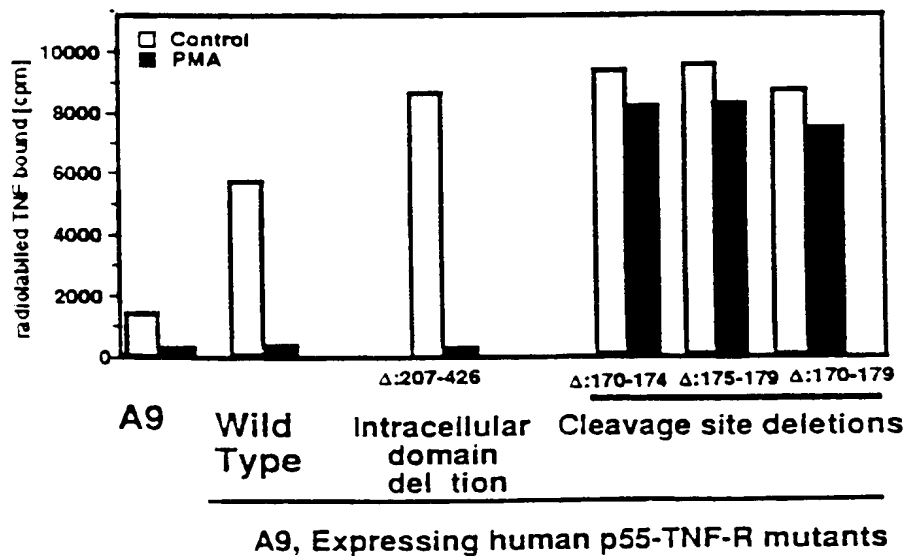 Control
PMA
radiolablled TNF bound [cpm]
10000
8000
6000
4000
2000
0
Δ:207-426
Δ:170-174
Δ:175-179
Δ:170-179
A9
Wild
Type
Intracellular
domain
del tion
Cleavage site deletions
A9, Expressing human p55-TNF-R mutants